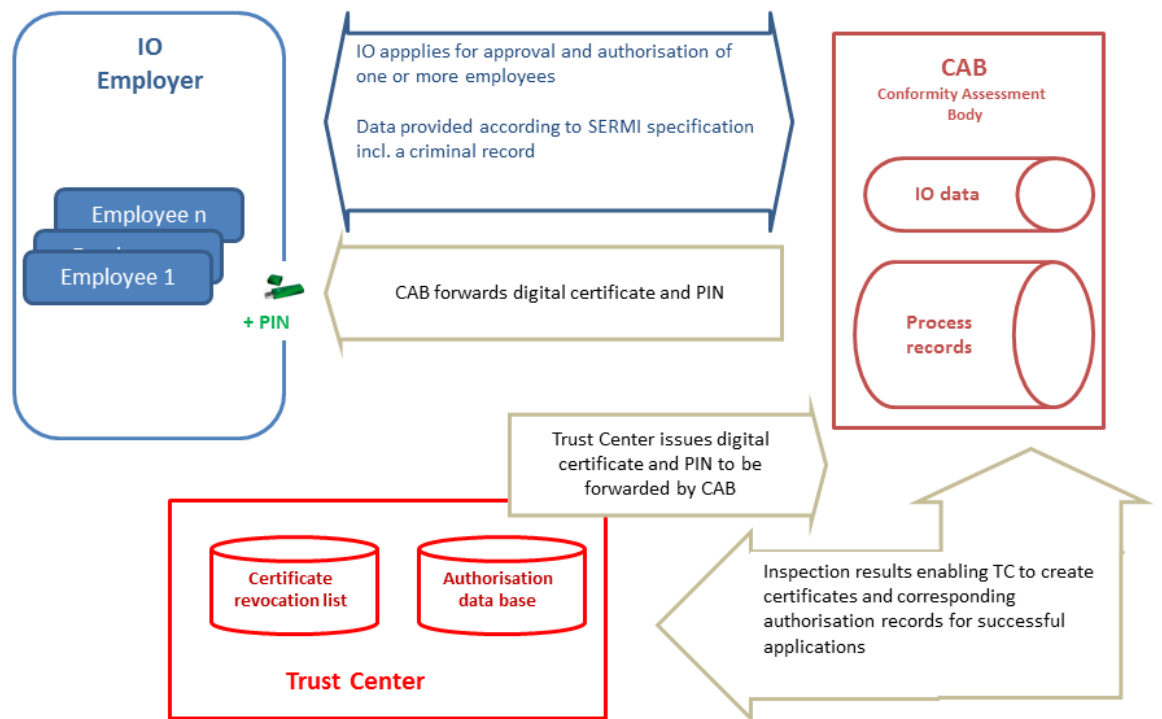 IO
Employer
Employee n
Employee 1
+ PIN
IO appplies for approval and authorisation of
one or more employees
Data provided according to SERMI specification
incl. a criminal record
CAB forwards digital certificate and PIN
CAB
Conformity Assessment
Body
IO data
Process
records
Trust Center issues digital
certificate and PIN to be
forwarded by CAB
Certificate
revocation list
Authorisation
data base
Trust Center
Inspection results enabling TC to create
certificates and corresponding
authorisation records for successful
applications